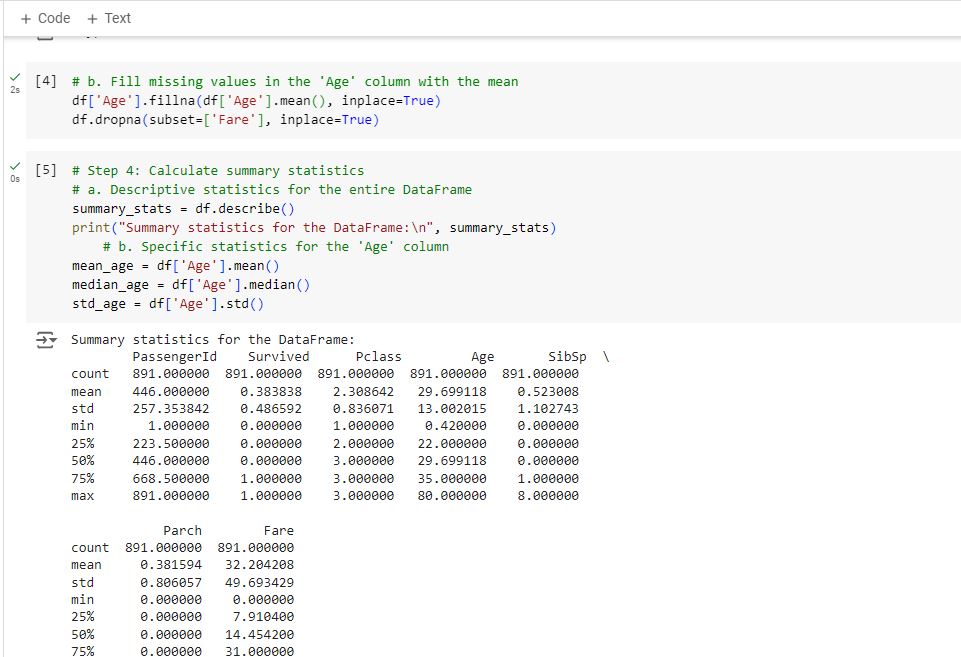 + Code + Text
[4] # b. Fill missing values in the 'Age' column with the mean
2s df['Age'].fillna(df['Age'].mean(), inplace=True)
df.dropna(subset=['Fare'], inplace=True)
[5] # Step 4: Calculate summary statistics
0s # a. Descriptive statistics for the entire DataFrame
summary_stats = df.describe()
print("Summary statistics for the DataFrame:\n", summary_stats)
# b. Specific statistics for the 'Age' column
mean_age = df['Age'].mean()
median_age = df['Age'].median()
std_age = df['Age'].std()
Summary statistics for the DataFrame:
PassengerId Survived Pclass Age SibSp \
count 891.000000 891.000000 891.000000 891.000000 891.000000
mean 446.000000 0.383838 2.308642 29.699118 0.523008
std 257.353842 0.486592 0.836071 13.002015 1.102743
min 1.000000 0.000000 1.000000 0.420000 0.000000
25% 223.500000 0.000000 2.000000 22.000000 0.000000
50% 446.000000 0.000000 3.000000 29.699118 0.000000
75% 668.500000 1.000000 3.000000 35.000000 1.000000
max 891.000000 1.000000 3.000000 80.000000 8.000000
Parch Fare
count 891.000000 891.000000
mean 0.381594 32.204208
std 0.806057 49.693429
min 0.000000 0.000000
25% 0.000000 7.910400
50% 0.000000 14.454200
75% 0.000000 31.000000